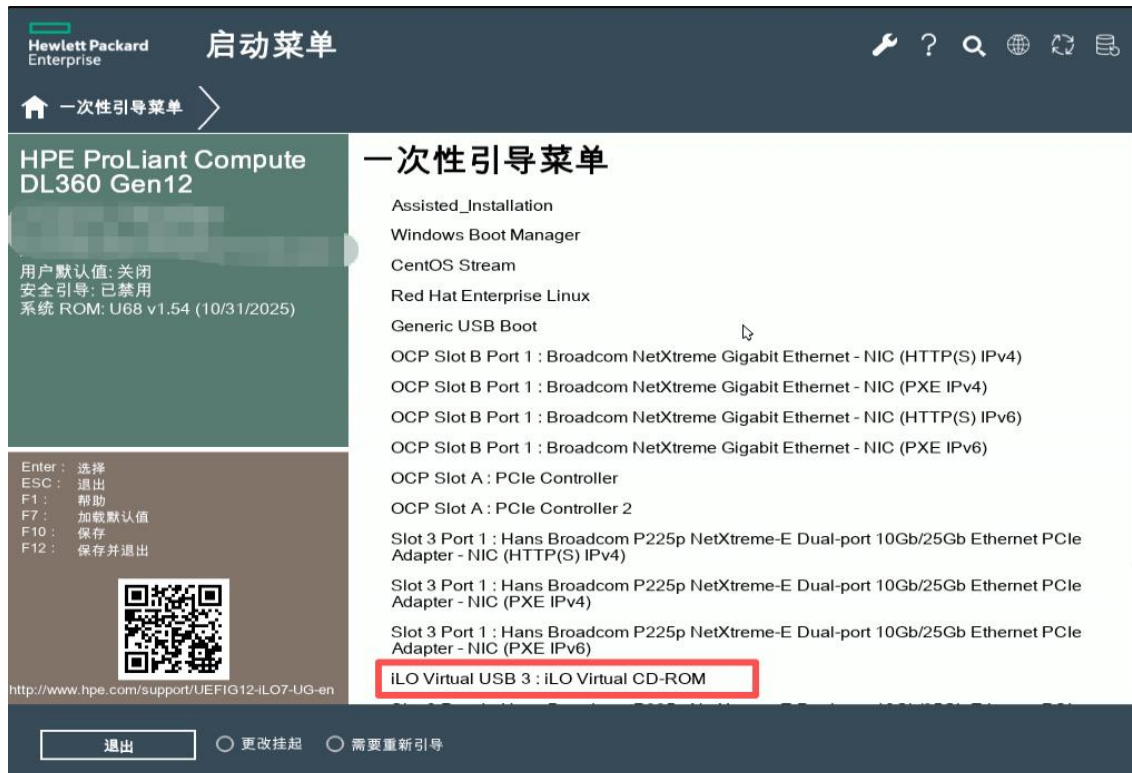 Hewlett Packard
Enterprise
启动菜单
?
一次性引导菜单
HPE ProLiant Compute
DL360 Gen12
用户默认值: 关闭
安全引导: 已禁用
系统 ROM: U68 v1.54 (10/31/2025)
Enter : 选择
ESC : 退出
F1 : 帮助
F7 : 加载默认值
F10 : 保存
F12 : 保存并退出
http://www.hpe.com/support/UEFIG12-iLO7-UG-en
一次性引导菜单
Assisted_Installation
Windows Boot Manager
CentOS Stream
Red Hat Enterprise Linux
Generic USB Boot
OCP Slot B Port 1 : Broadcom NetXtreme Gigabit Ethernet - NIC (HTTP(S) IPv4)
OCP Slot B Port 1 : Broadcom NetXtreme Gigabit Ethernet - NIC (PXE IPv4)
OCP Slot B Port 1 : Broadcom NetXtreme Gigabit Ethernet - NIC (HTTP(S) IPv6)
OCP Slot B Port 1 : Broadcom NetXtreme Gigabit Ethernet - NIC (PXE IPv6)
OCP Slot A : PCIe Controller
OCP Slot A : PCIe Controller 2
Slot 3 Port 1 : Hans Broadcom P225p NetXtreme-E Dual-port 10Gb/25Gb Ethernet PCIe
Adapter - NIC (HTTP(S) IPv4)
Slot 3 Port 1 : Hans Broadcom P225p NetXtreme-E Dual-port 10Gb/25Gb Ethernet PCIe
Adapter - NIC (PXE IPv4)
Slot 3 Port 1 : Hans Broadcom P225p NetXtreme-E Dual-port 10Gb/25Gb Ethernet PCIe
Adapter - NIC (PXE IPv6)
iLO Virtual USB 3 : iLO Virtual CD-ROM
退出
更改挂起
需要重新引导